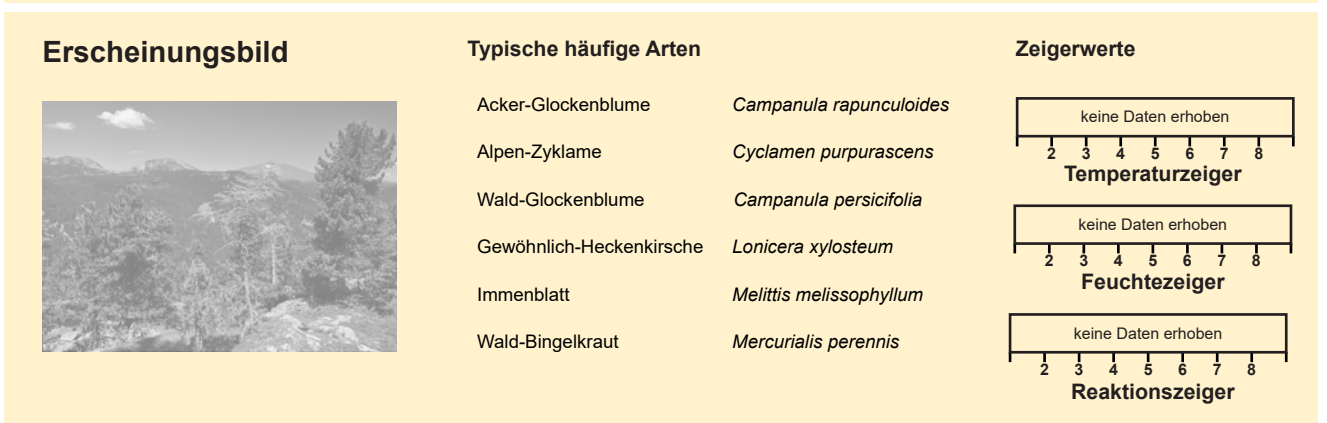 Erscheinungsbild
Typische häufige Arten
Acker-Glockenblume Campanula rapunculoides
Alpen-Zyklame Cyclamen purpurascens
Wald-Glockenblume Campanula persicifolia
Gewöhnlich-Heckenkirsche Lonicera xylosteum
Immenblatt Melittis melissophyllum
Wald-Bingelkraut Mercurialis perennis
Zeigerwerte
keine Daten erhoben
2 3 4 5 6 7 8
Temperaturzeiger
keine Daten erhoben
2 3 4 5 6 7 8
Feuchtezeiger
keine Daten erhoben
2 3 4 5 6 7 8
Reaktionszeiger